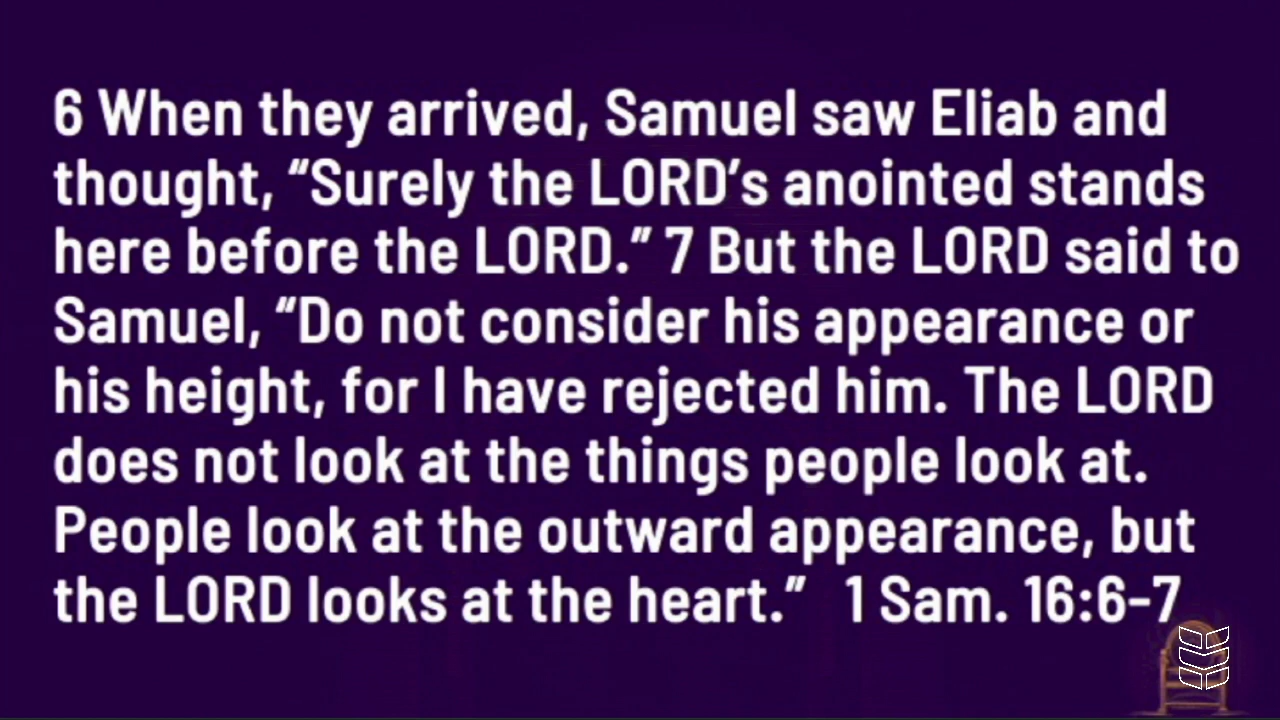 6 When they arrived, Samuel saw Eliab and
thought, “Surely the LORD’s anointed stands
here before the LORD.” 7 But the LORD said to
Samuel, “Do not consider his appearance or
his height, for I have rejected him. The LORD
does not look at the things people look at.
People look at the outward appearance, but
the LORD looks at the heart.” 1 Sam. 16:6-7